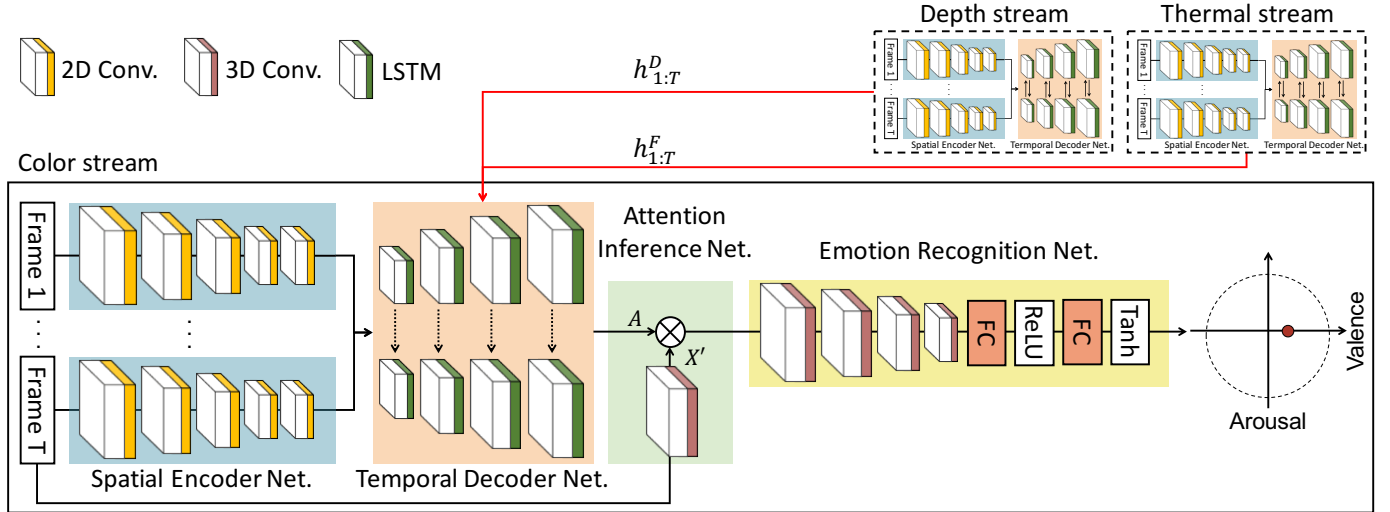 2D Conv.
3D Conv.
LSTM
Depth stream
Frame 1
Frame T
Spatial Encoder Net.
Termporal Decoder Net.
Thermal stream
Frame 1
Frame T
Spatial Encoder Net.
Termporal Decoder Net.
h^D_{1:T}
h^F_{1:T}
Color stream
Frame 1
Frame T
Spatial Encoder Net.
Temporal Decoder Net.
Attention
Inference Net.
A
X′
Emotion Recognition Net.
FC
ReLU
FC
Tanh
Valence
Arousal